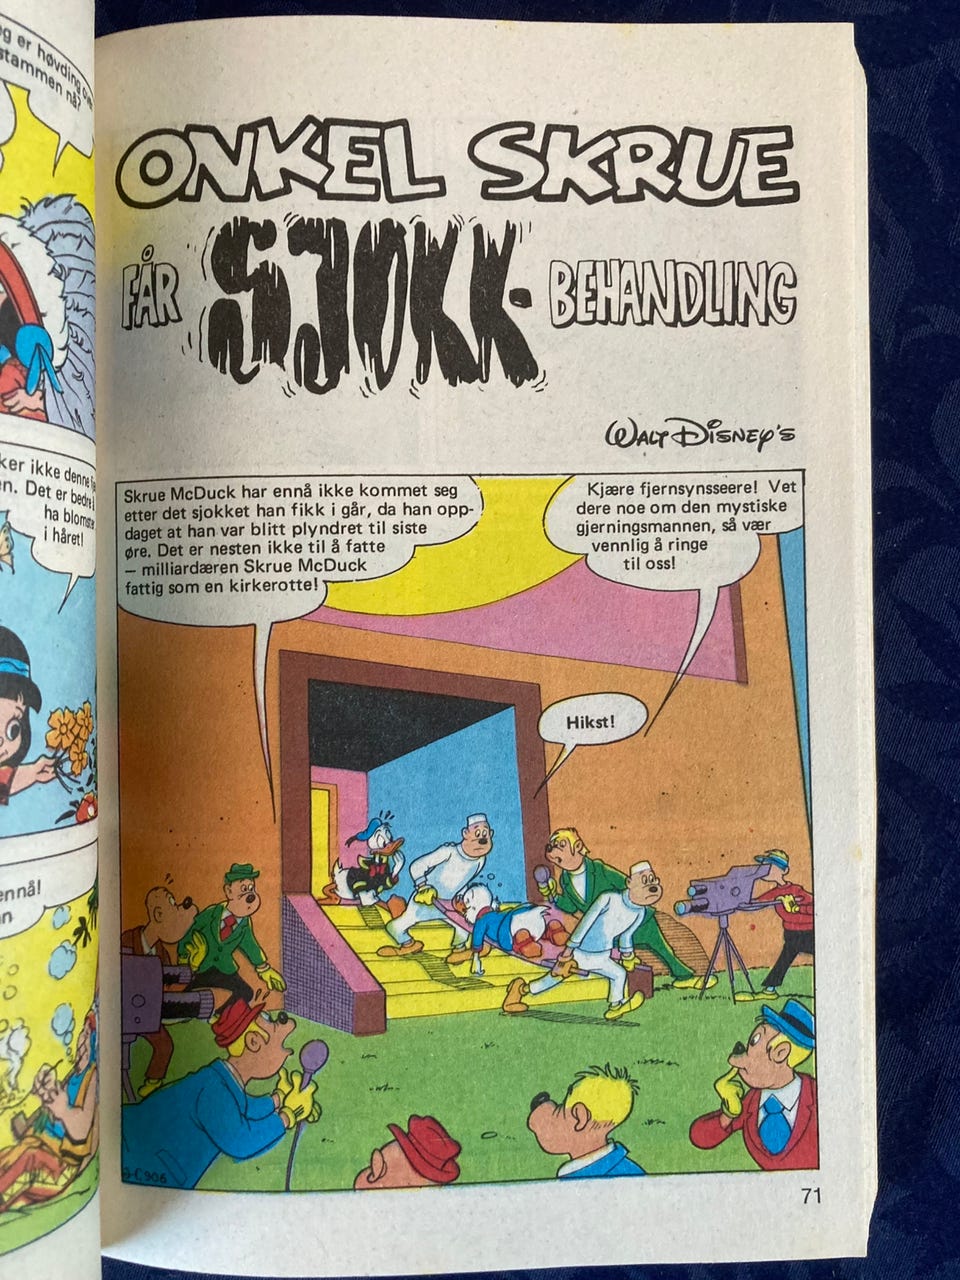 og er høvding
stammen nå?
ker ikke denne
en. Det er bedre
ha blomster
i håret!
ennå!
ONKEL SKRUE
FÅR SJOKK-BEHANDLING
WALT DISNEY'S
Skrue McDuck har ennå ikke kommet seg
etter det sjokket han fikk i går, da han opp-
daget at han var blitt plyndret til siste
øre. Det er nesten ikke til å fatte
– milliardæren Skrue McDuck
fattig som en kirkerotte!
Kjære fjernsynsseere! Vet
dere noe om den mystiske
gjerningsmannen, så vær
vennlig å ringe
til oss!
Hikst!
71